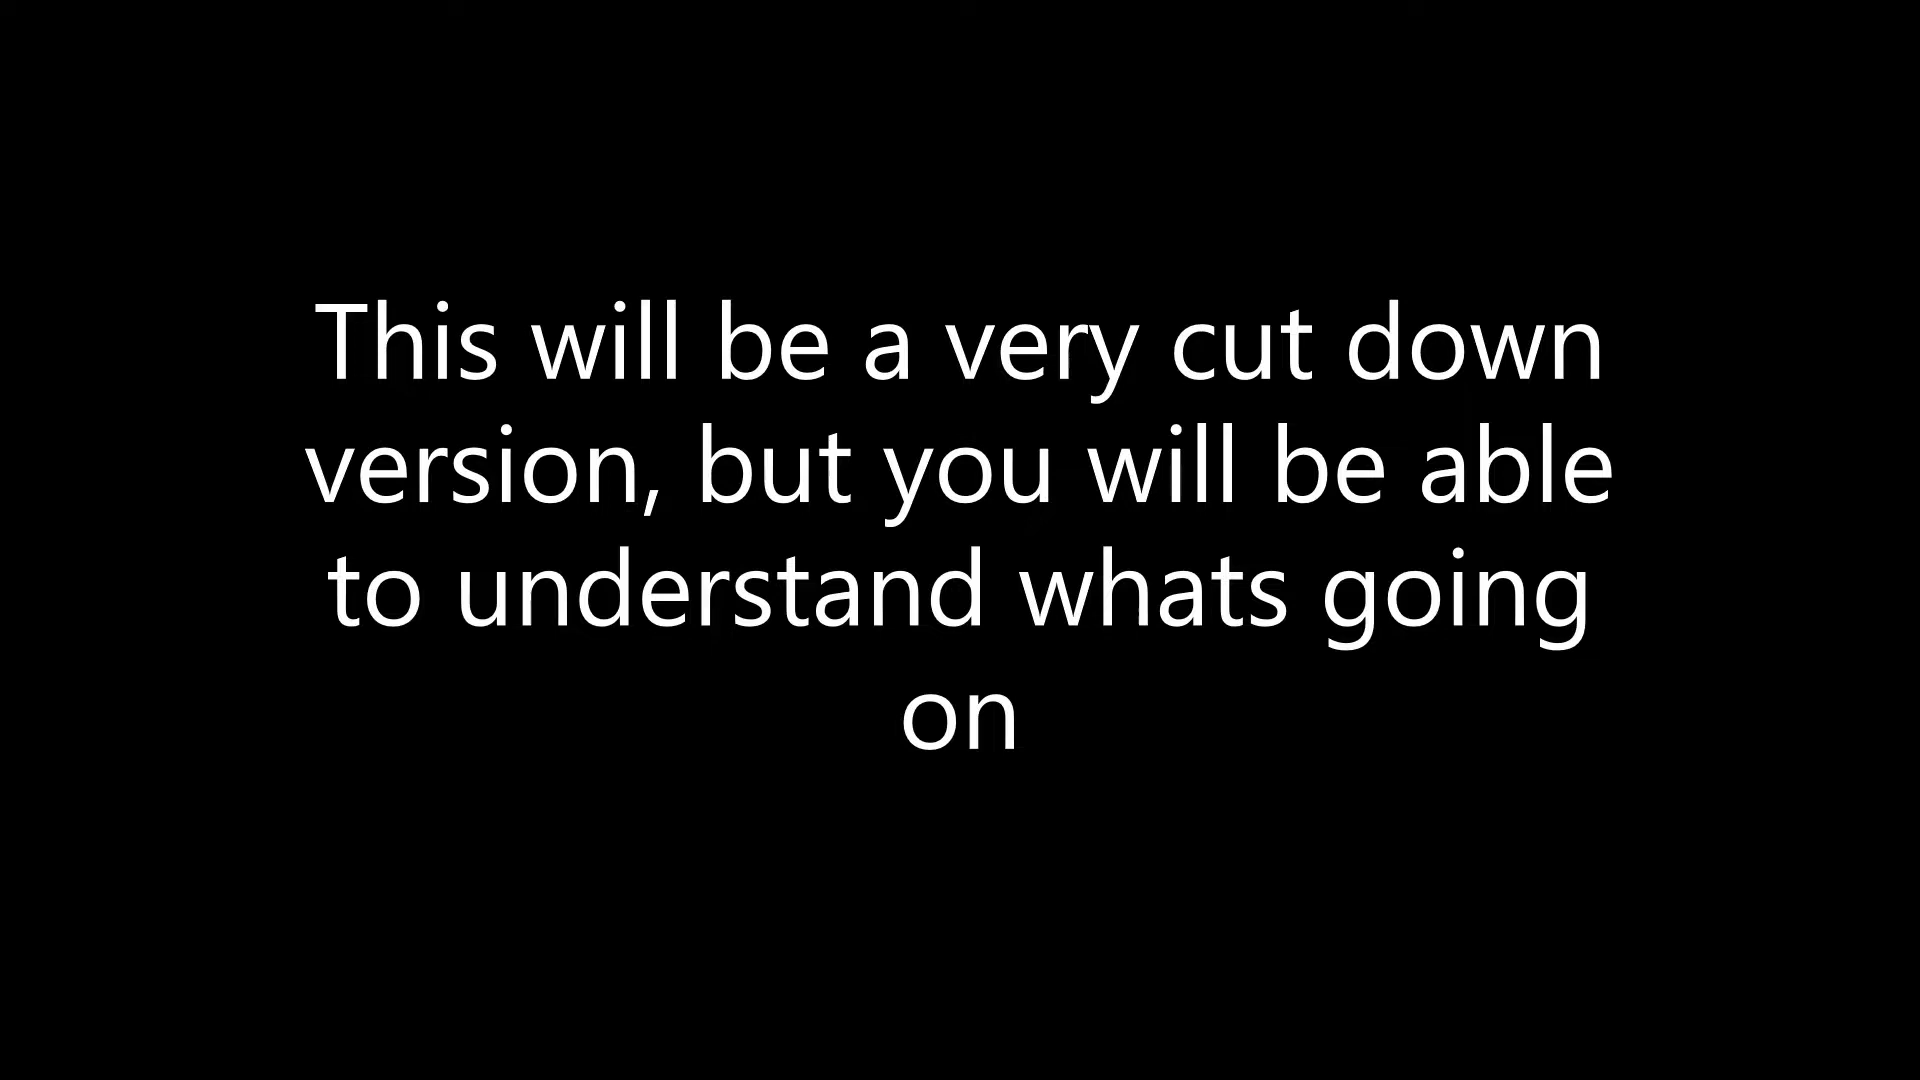 This will be a very cut down
version, but you will be able
to understand whats going
on